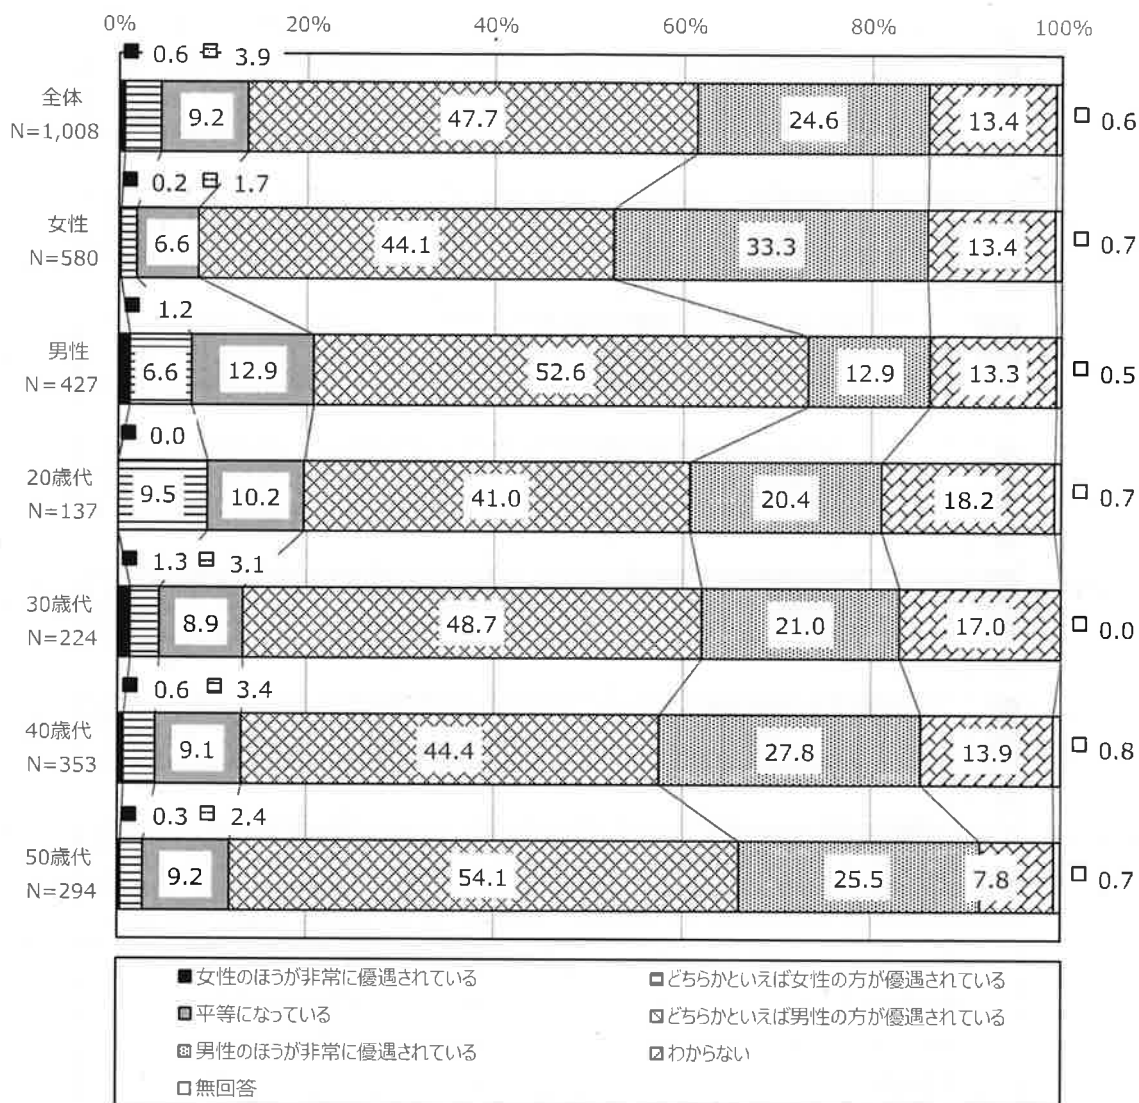 0% 20% 40% 60% 80% 100%
■ 0.6 日 3.9
全体
N=1,008
9.2 47.7 24.6 13.4 □ 0.6
■ 0.2 日 1.7
女性
N=580
6.6 44.1 33.3 13.4 □ 0.7
■ 1.2
男性
N=427
6.6 12.9 52.6 12.9 13.3 □ 0.5
■ 0.0
20歳代
N=137
9.5 10.2 41.0 20.4 18.2 □ 0.7
■ 1.3 日 3.1
30歳代
N=224
8.9 48.7 21.0 17.0 □ 0.0
■ 0.6 日 3.4
40歳代
N=353
9.1 44.4 27.8 13.9 □ 0.8
■ 0.3 日 2.4
50歳代
N=294
9.2 54.1 25.5 7.8 □ 0.7
■女性のほうが非常に優遇されている
どちらかといえば女性の方が優遇されている
平等になっている
どちらかといえば男性の方が優遇されている
男性のほうが非常に優遇されている
わからない
□無回答